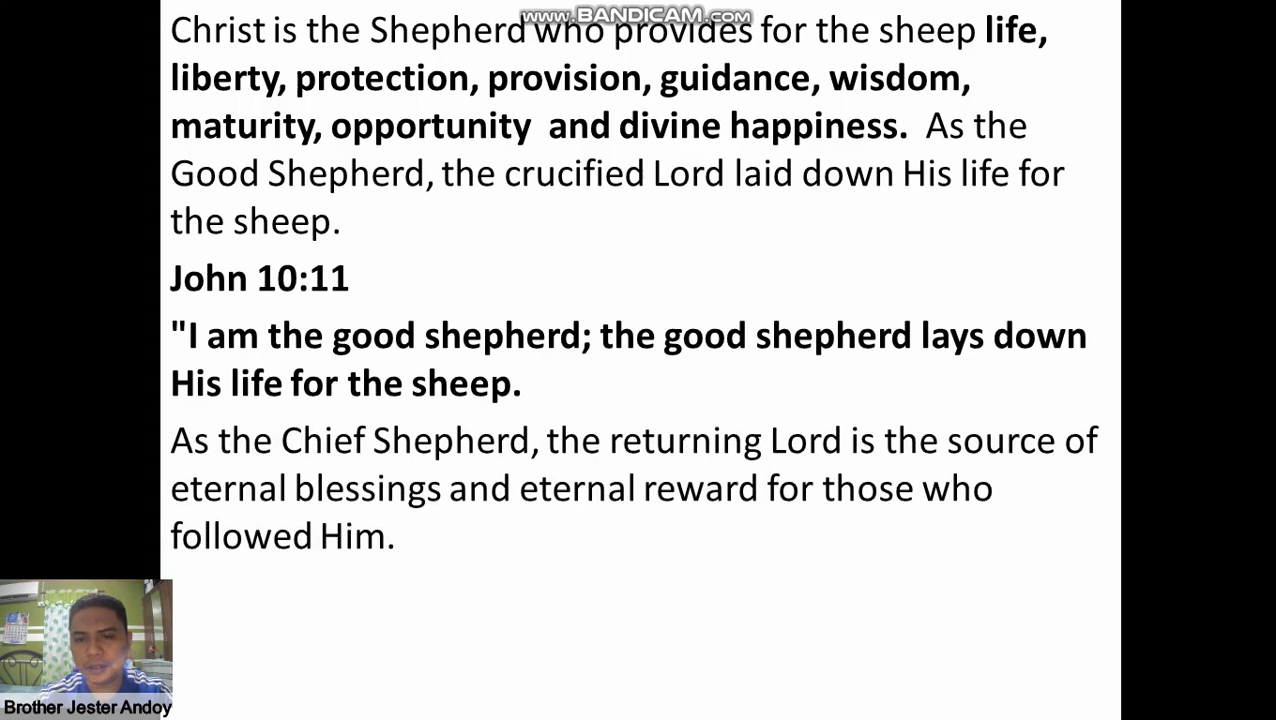 www.BANDICAM.com
Christ is the Shepherd who provides for the sheep life,
liberty, protection, provision, guidance, wisdom,
maturity, opportunity  and divine happiness.  As the
Good Shepherd, the crucified Lord laid down His life for
the sheep.
John 10:11
"I am the good shepherd; the good shepherd lays down
His life for the sheep.
As the Chief Shepherd, the returning Lord is the source of
eternal blessings and eternal reward for those who
followed Him.
Brother Jester Andoy